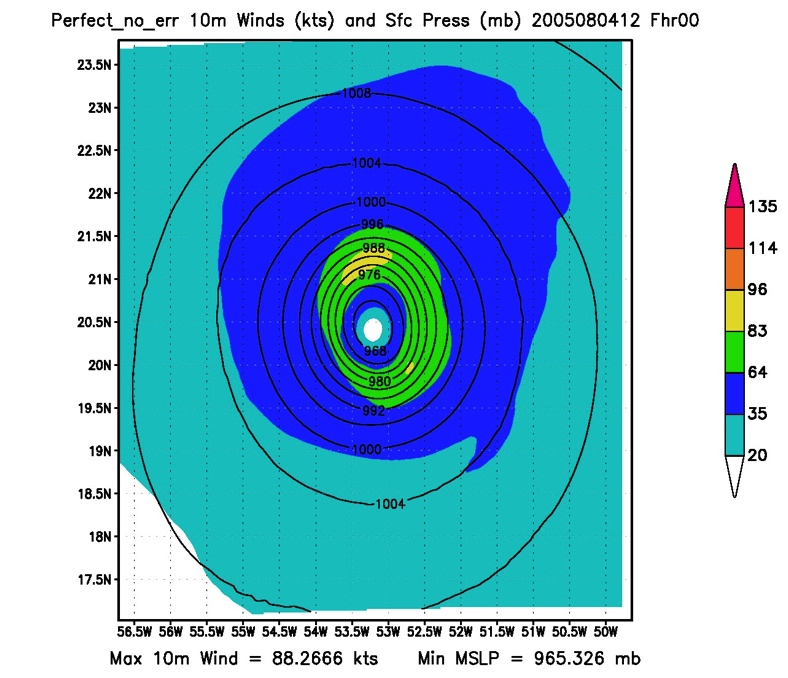 Perfect_no_err 10m Winds (kts) and Sfc Press (mb) 2005080412 Fhr00
23.5N
23N
22.5N
22N
21.5N
21N
20.5N
20N
19.5N
19N
18.5N
18N
17.5N
1008
1004
1000
996
988
976
968
980
992
1000
1004
135
114
96
83
64
35
20
56.5W 56W 55.5W 55W 54.5W 54W 53.5W 53W 52.5W 52W 51.5W 51W 50.5W 50W
Max 10m Wind = 88.2666 kts Min MSLP = 965.326 mb